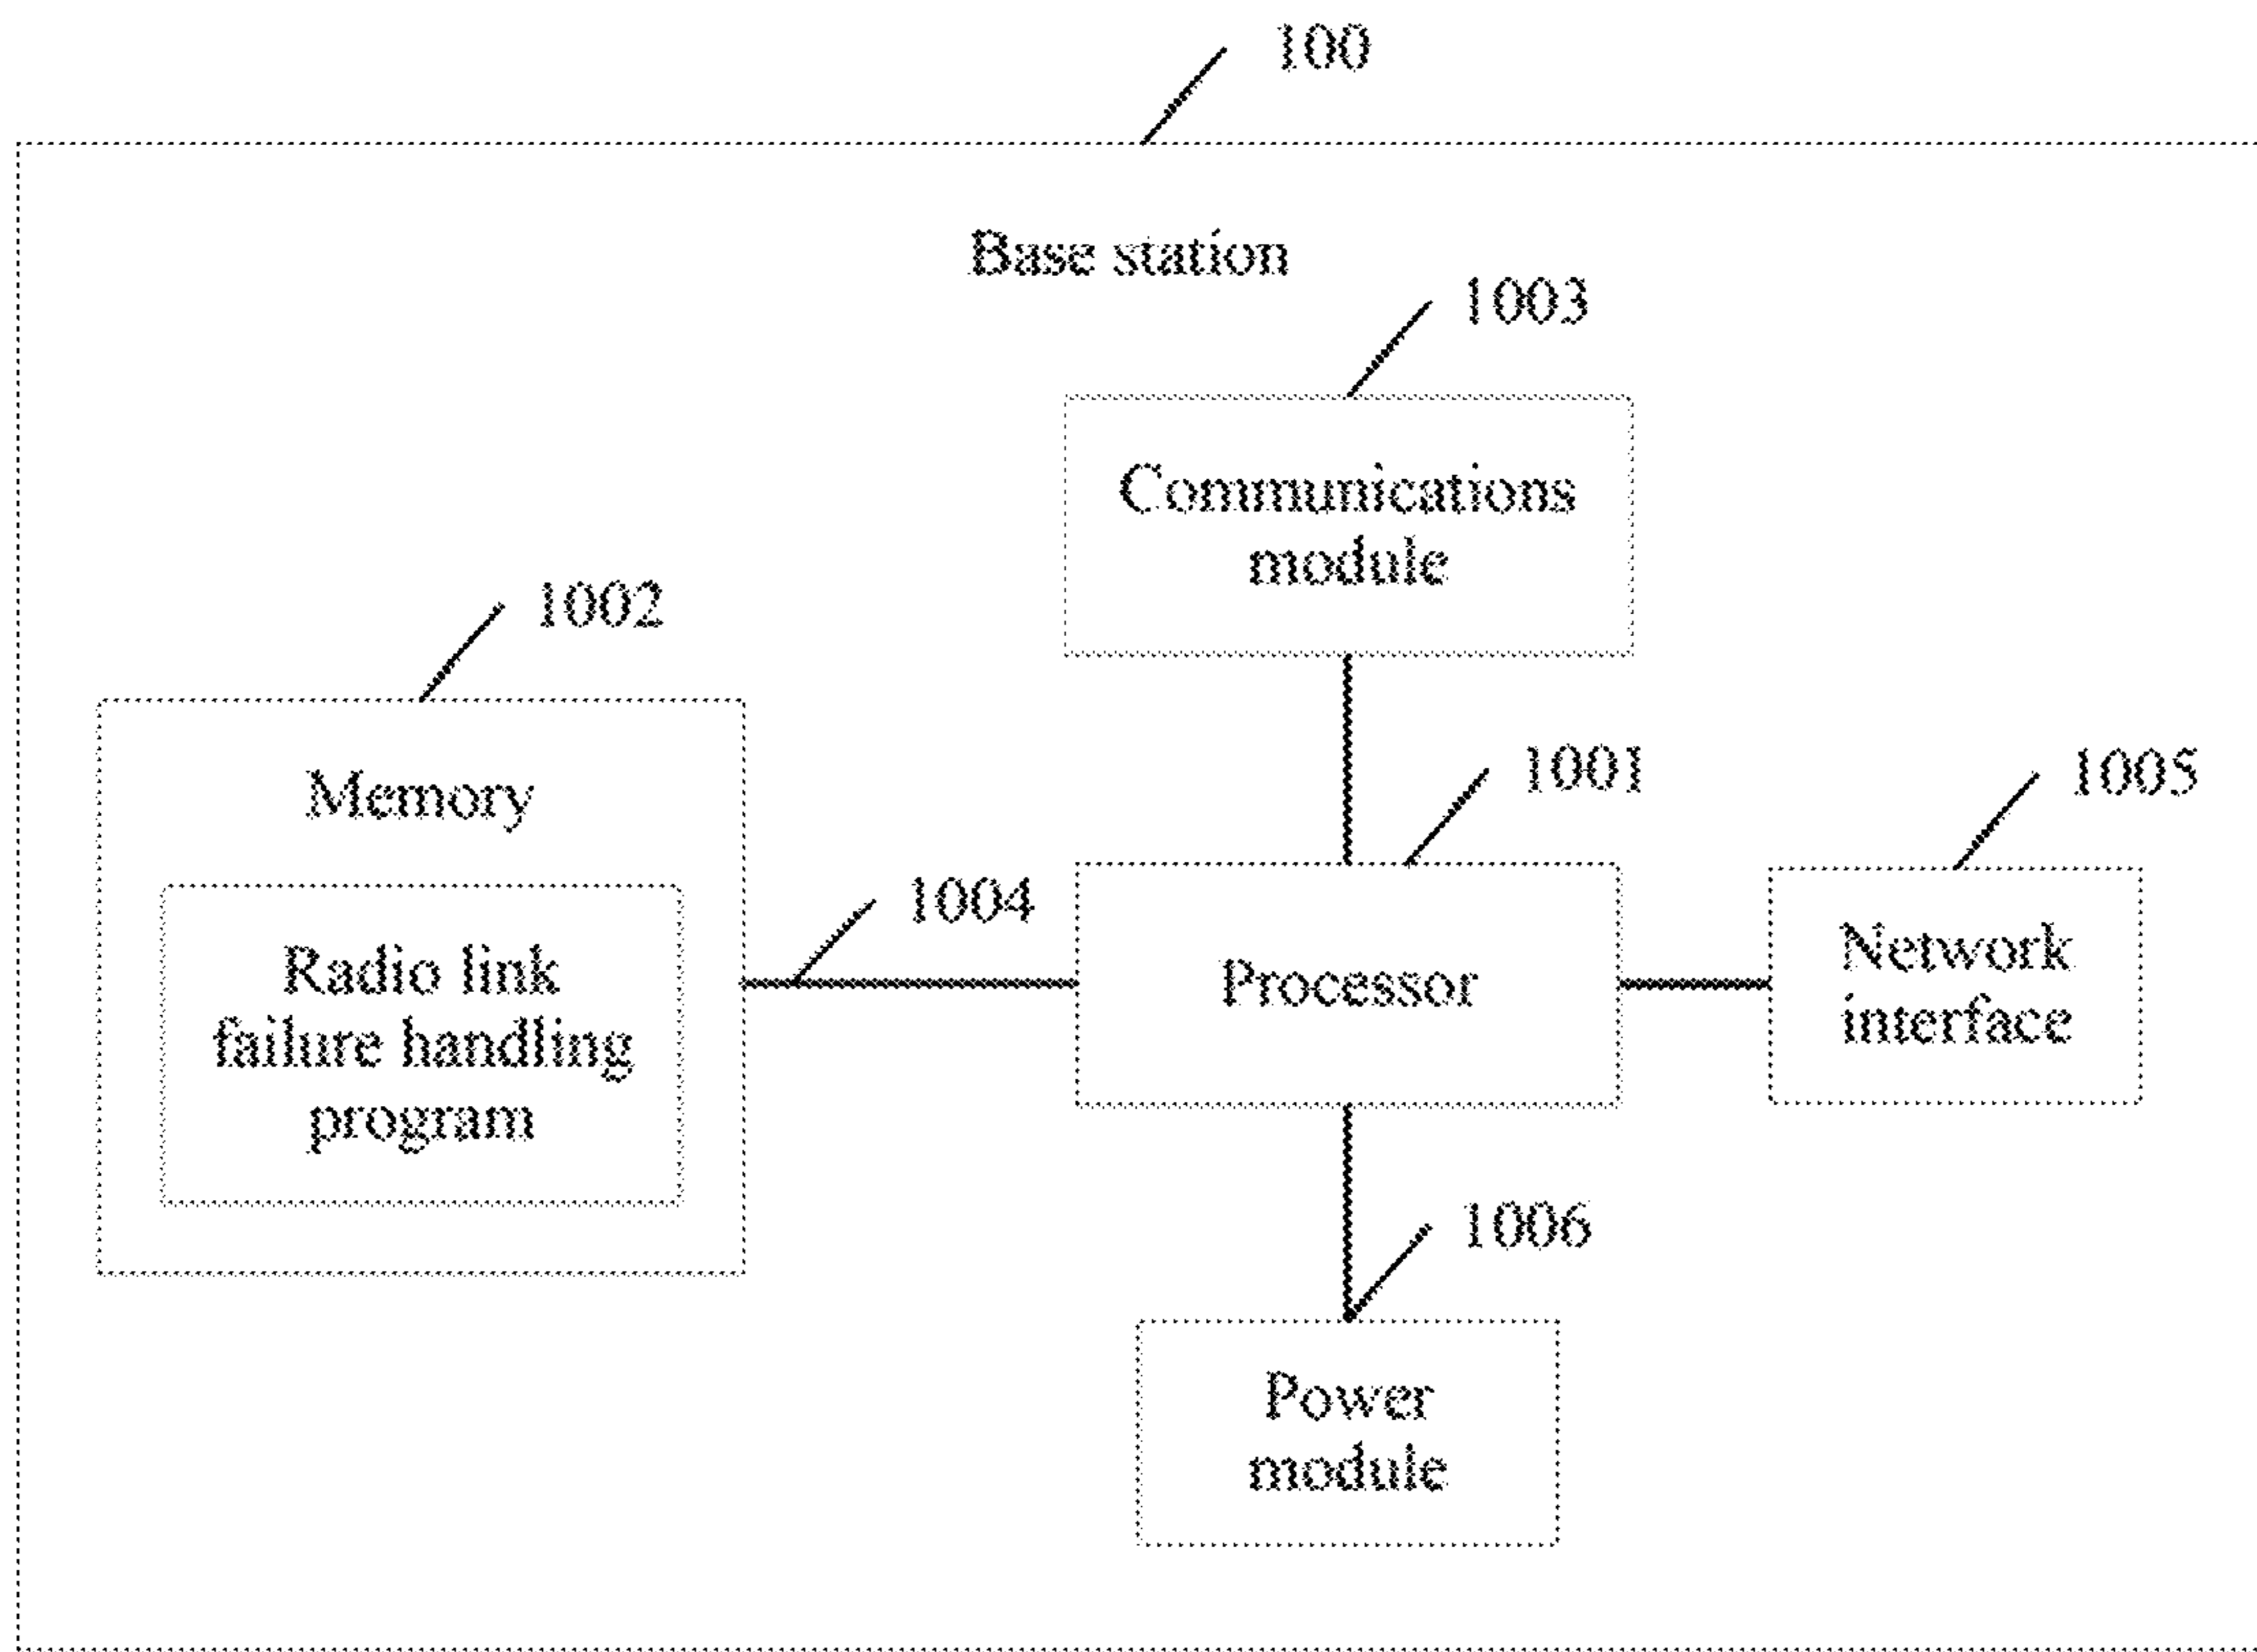 100
Base station
1003
Communications
module
1002
Memory
1001
1005
1004
Radio link
failure handling
program
Processor
Network
interface
1006
Power
module